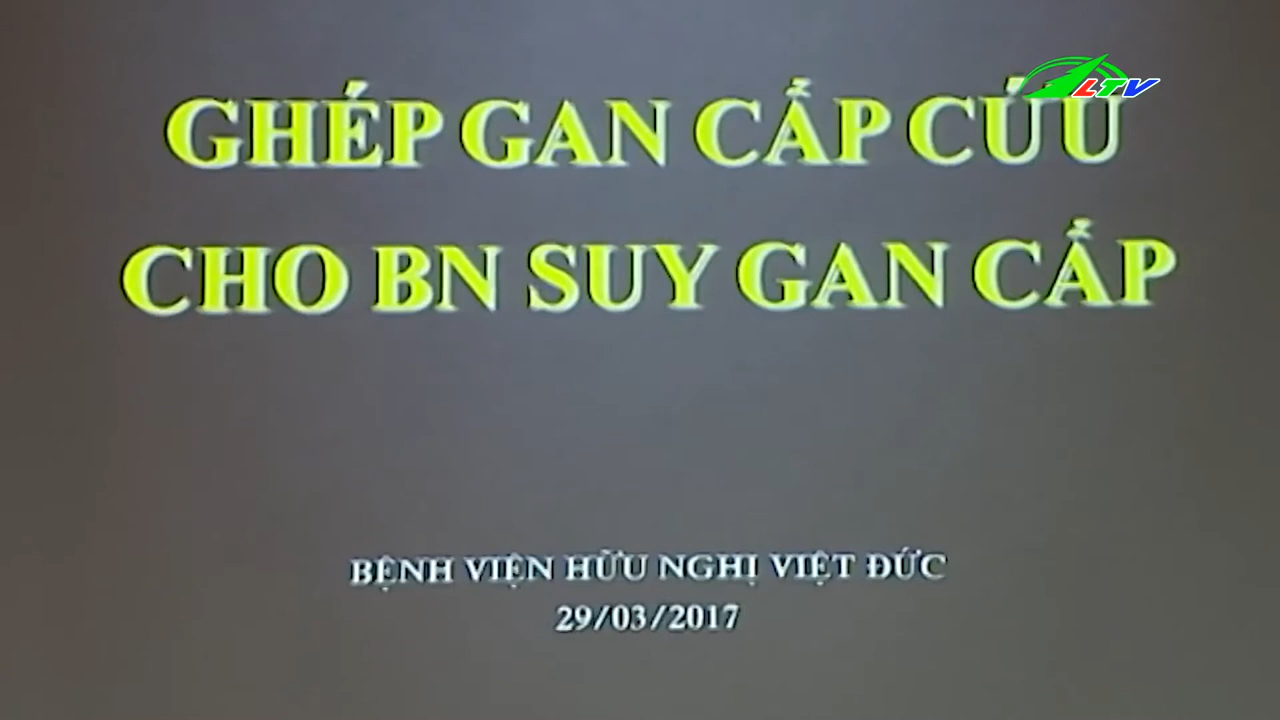 LTV
GHÉP GAN CẤP CỨU
CHO BN SUY GAN CẤP
BỆNH VIỆN HỮU NGHỊ VIỆT ĐỨC
29/03/2017